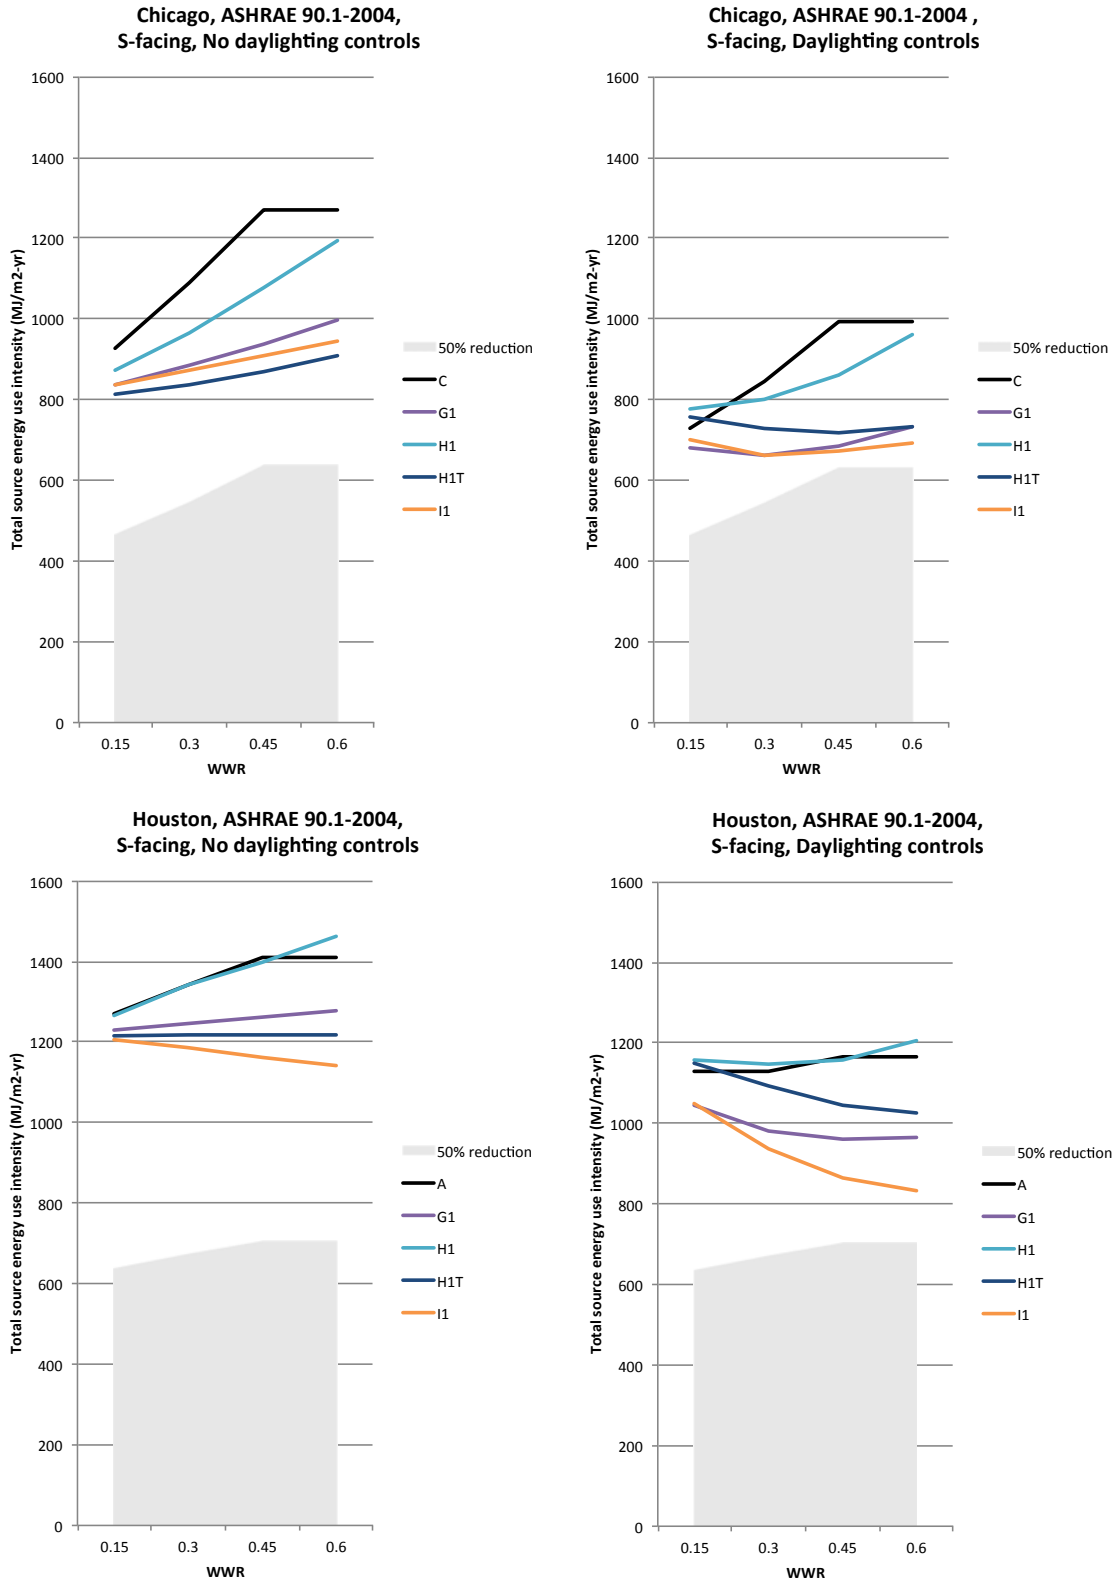 Chicago, ASHRAE 90.1-2004,
S-facing, No daylighting controls
Total source energy use intensity (MJ/m2-yr)
1600
1400
1200
1000
800
600
400
200
0
0.15 0.3 0.45 0.6
WWR
50% reduction
C
G1
H1
H1T
I1
Chicago, ASHRAE 90.1-2004 ,
S-facing, Daylighting controls
Total source energy use intensity (MJ/m2-yr)
1600
1400
1200
1000
800
600
400
200
0
0.15 0.3 0.45 0.6
WWR
50% reduction
C
G1
H1
H1T
I1
Houston, ASHRAE 90.1-2004,
S-facing, No daylighting controls
Total source energy use intensity (MJ/m2-yr)
1600
1400
1200
1000
800
600
400
200
0
0.15 0.3 0.45 0.6
WWR
50% reduction
A
G1
H1
H1T
I1
Houston, ASHRAE 90.1-2004,
S-facing, Daylighting controls
Total source energy use intensity (MJ/m2-yr)
1600
1400
1200
1000
800
600
400
200
0
0.15 0.3 0.45 0.6
WWR
50% reduction
A
G1
H1
H1T
I1